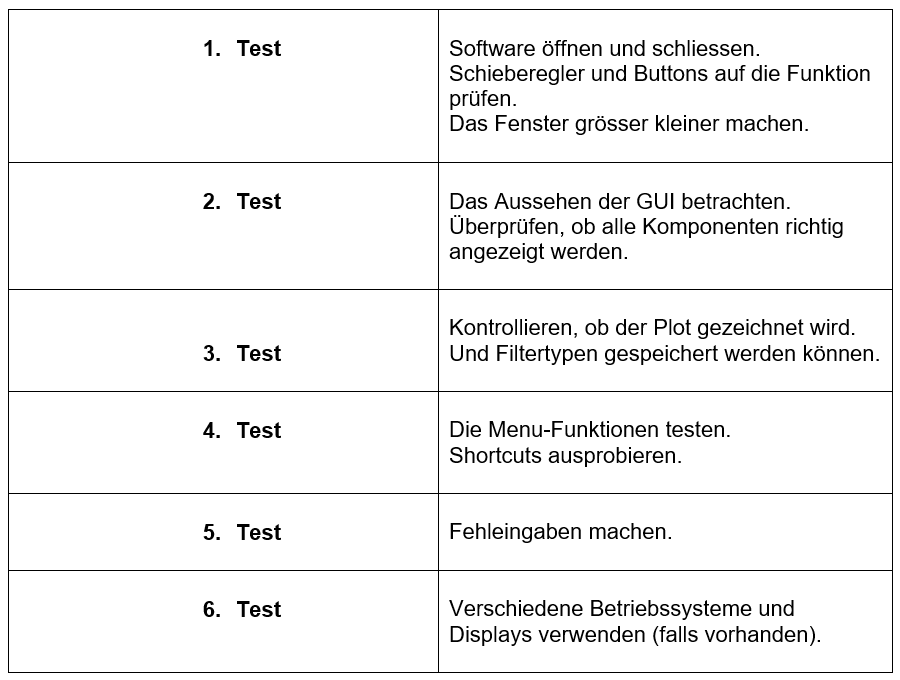 1. Test
Software öffnen und schliessen.
Schieberegler und Buttons auf die Funktion
prüfen.
Das Fenster grösser kleiner machen.
2. Test
Das Aussehen der GUI betrachten.
Überprüfen, ob alle Komponenten richtig
angezeigt werden.
3. Test
Kontrollieren, ob der Plot gezeichnet wird.
Und Filtertypen gespeichert werden können.
4. Test
Die Menu-Funktionen testen.
Shortcuts ausprobieren.
5. Test
Fehleingaben machen.
6. Test
Verschiedene Betriebssysteme und
Displays verwenden (falls vorhanden).